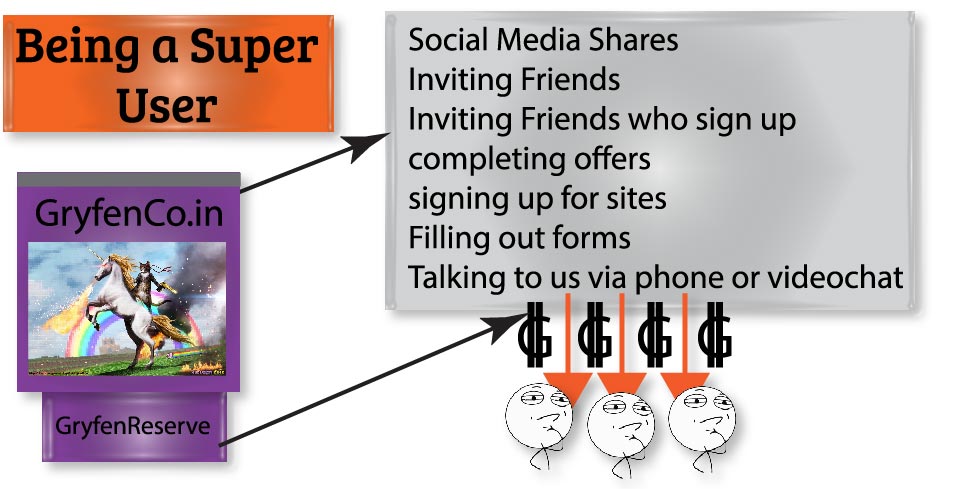 Being a Super
User
Social Media Shares
Inviting Friends
Inviting Friends who sign up
completing offers
signing up for sites
Filling out forms
Talking to us via phone or videochat
GryfenCo.in
GryfenReserve